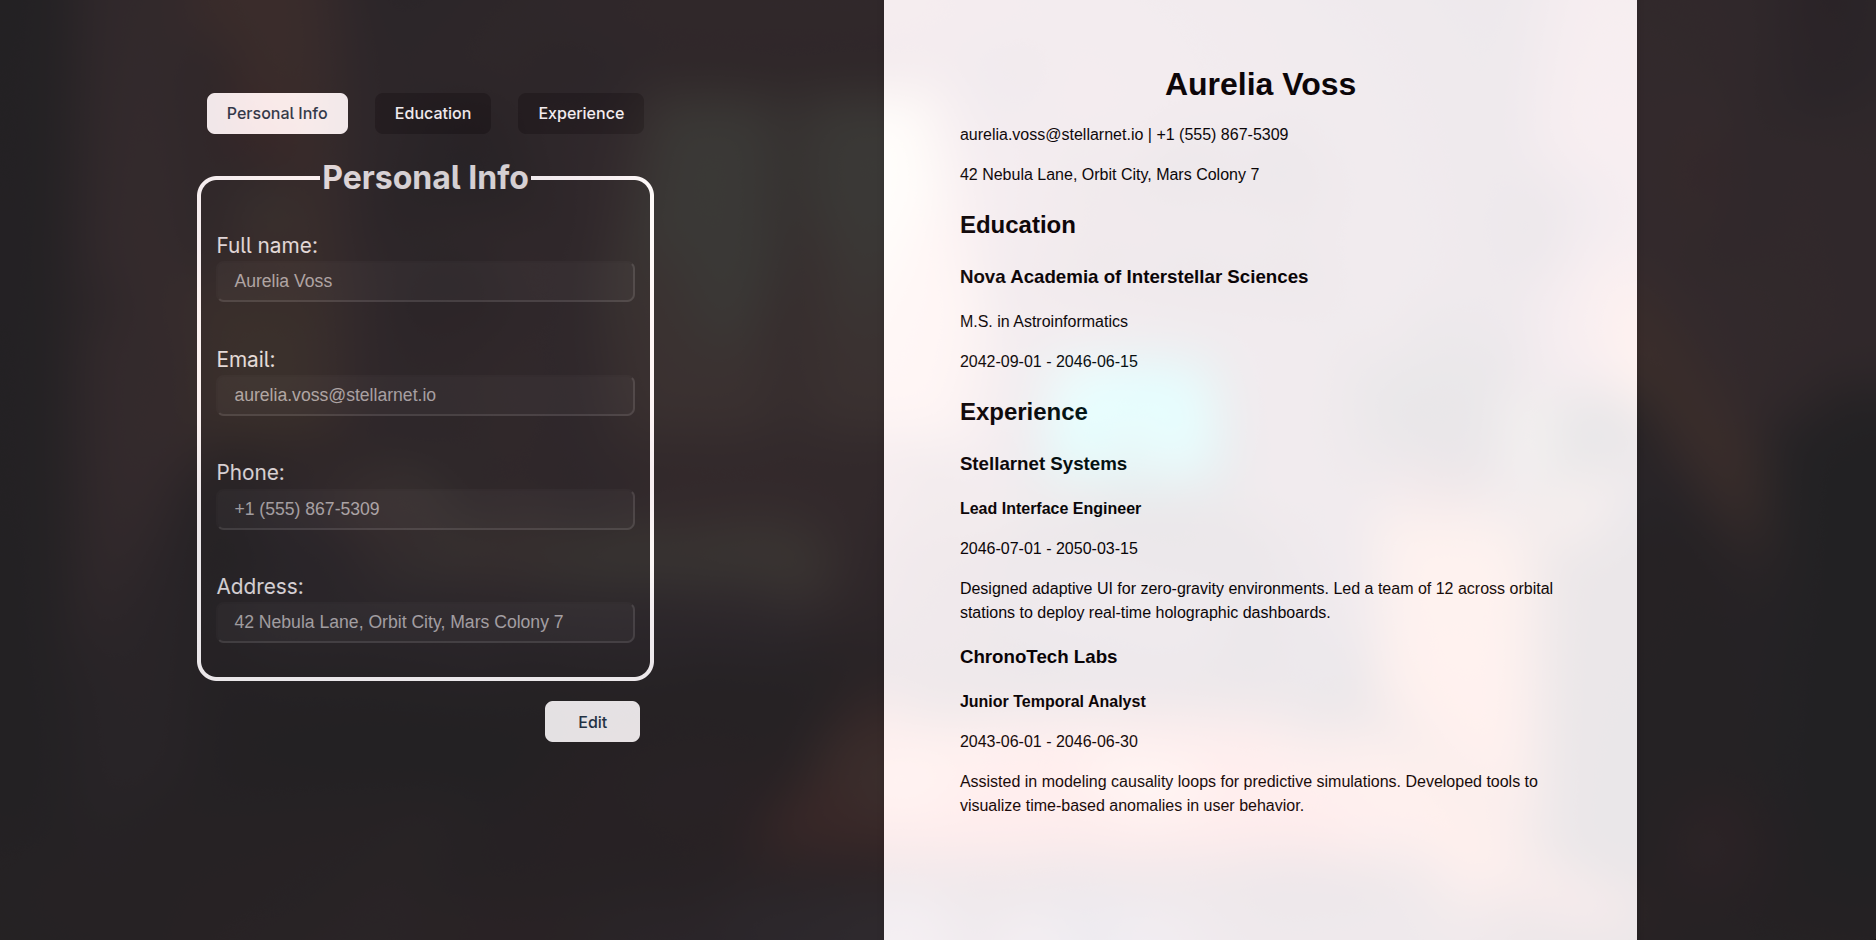 Personal Info
Education
Experience
Personal Info
Full name:
Aurelia Voss
Email:
aurelia.voss@stellarnet.io
Phone:
+1 (555) 867-5309
Address:
42 Nebula Lane, Orbit City, Mars Colony 7
Edit
Aurelia Voss
aurelia.voss@stellarnet.io | +1 (555) 867-5309
42 Nebula Lane, Orbit City, Mars Colony 7
Education
Nova Academia of Interstellar Sciences
M.S. in Astroinformatics
2042-09-01 - 2046-06-15
Experience
Stellarnet Systems
Lead Interface Engineer
2046-07-01 - 2050-03-15
Designed adaptive UI for zero-gravity environments. Led a team of 12 across orbital
stations to deploy real-time holographic dashboards.
ChronoTech Labs
Junior Temporal Analyst
2043-06-01 - 2046-06-30
Assisted in modeling causality loops for predictive simulations. Developed tools to
visualize time-based anomalies in user behavior.